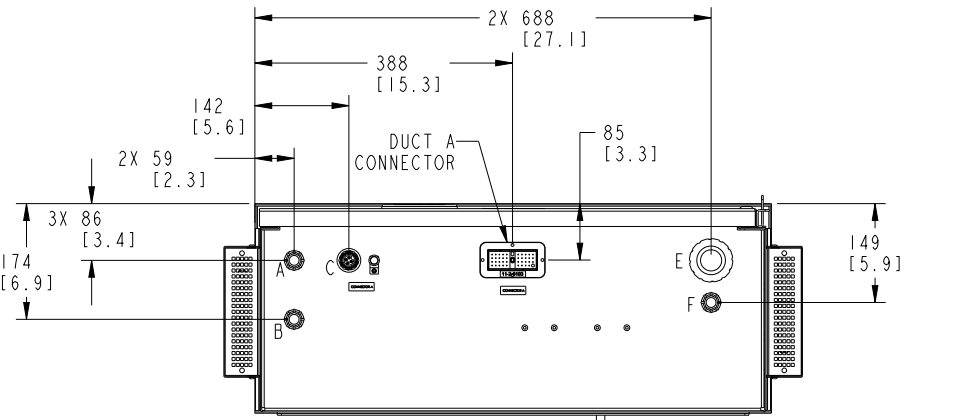 2X 688
[27.1]
388
[15.3]
142
[5.6]
DUCT A
CONNECTOR
85
[3.3]
2X 59
[2.3]
3X 86
[3.4]
174
[6.9]
149
[5.9]
A
C
E
F
B
CONNECTOR A